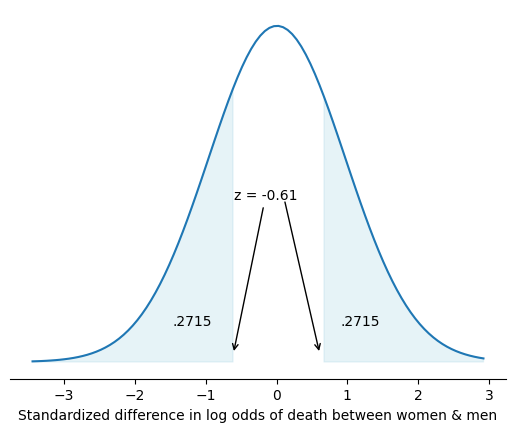 z = -0.61
.2715 .2715
−3 −2 −1 0 1 2 3
Standardized difference in log odds of death between women & men